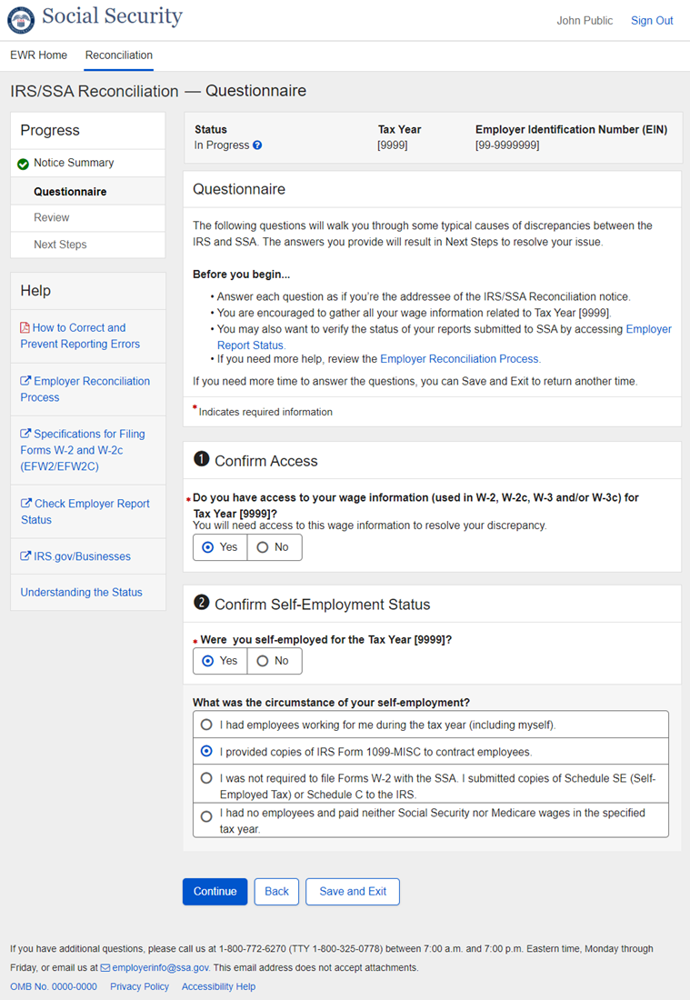 Social Security
John Public
Sign Out
EWR Home
Reconciliation
IRS/SSA Reconciliation — Questionnaire
Progress
Notice Summary
Questionnaire
Review
Next Steps
Help
How to Correct and
Prevent Reporting Errors
Employer Reconciliation
Process
Specifications for Filing
Forms W-2 and W-2c
(EFW2/EFW2C)
Check Employer Report
Status
IRS.gov/Businesses
Understanding the Status
Status
In Progress ?
Tax Year
[9999]
Employer Identification Number (EIN)
[99-9999999]
Questionnaire
The following questions will walk you through some typical causes of discrepancies between the
IRS and SSA. The answers you provide will result in Next Steps to resolve your issue.
Before you begin...
• Answer each question as if you're the addressee of the IRS/SSA Reconciliation notice.
• You are encouraged to gather all your wage information related to Tax Year [9999].
• You may also want to verify the status of your reports submitted to SSA by accessing Employer
Report Status.
• If you need more help, review the Employer Reconciliation Process.
If you need more time to answer the questions, you can Save and Exit to return another time.
* Indicates required information
1 Confirm Access
* Do you have access to your wage information (used in W-2, W-2c, W-3 and/or W-3c) for
Tax Year [9999]?
You will need access to this wage information to resolve your discrepancy.
Yes
No
2 Confirm Self-Employment Status
* Were you self-employed for the Tax Year [9999]?
Yes
No
What was the circumstance of your self-employment?
I had employees working for me during the tax year (including myself).
I provided copies of IRS Form 1099-MISC to contract employees.
I was not required to file Forms W-2 with the SSA. I submitted copies of Schedule SE (Self-
Employed Tax) or Schedule C to the IRS.
I had no employees and paid neither Social Security nor Medicare wages in the specified
tax year.
Continue
Back
Save and Exit
If you have additional questions, please call us at 1-800-772-6270 (TTY 1-800-325-0778) between 7:00 a.m. and 7:00 p.m. Eastern time, Monday through
Friday, or email us at employerinfo@ssa.gov. This email address does not accept attachments.
OMB No. 0000-0000
Privacy Policy
Accessibility Help